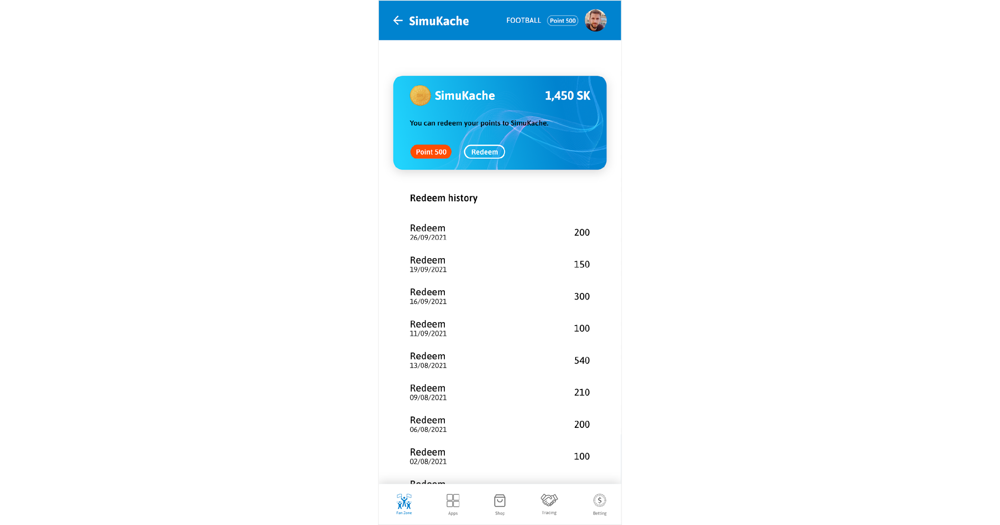 SimuKache FOOTBALL Point 500
SK
SimuKache 1,450 SK
You can redeem your points to SimuKache.
Point 500 Redeem
Redeem history
Redeem
26/09/2021 200
Redeem
19/09/2021 150
Redeem
16/09/2021 300
Redeem
11/09/2021 100
Redeem
13/08/2021 540
Redeem
09/08/2021 210
Redeem
06/08/2021 200
Redeem
02/08/2021 100
Redeem
Fan Zone Apps Shop Tracing Betting